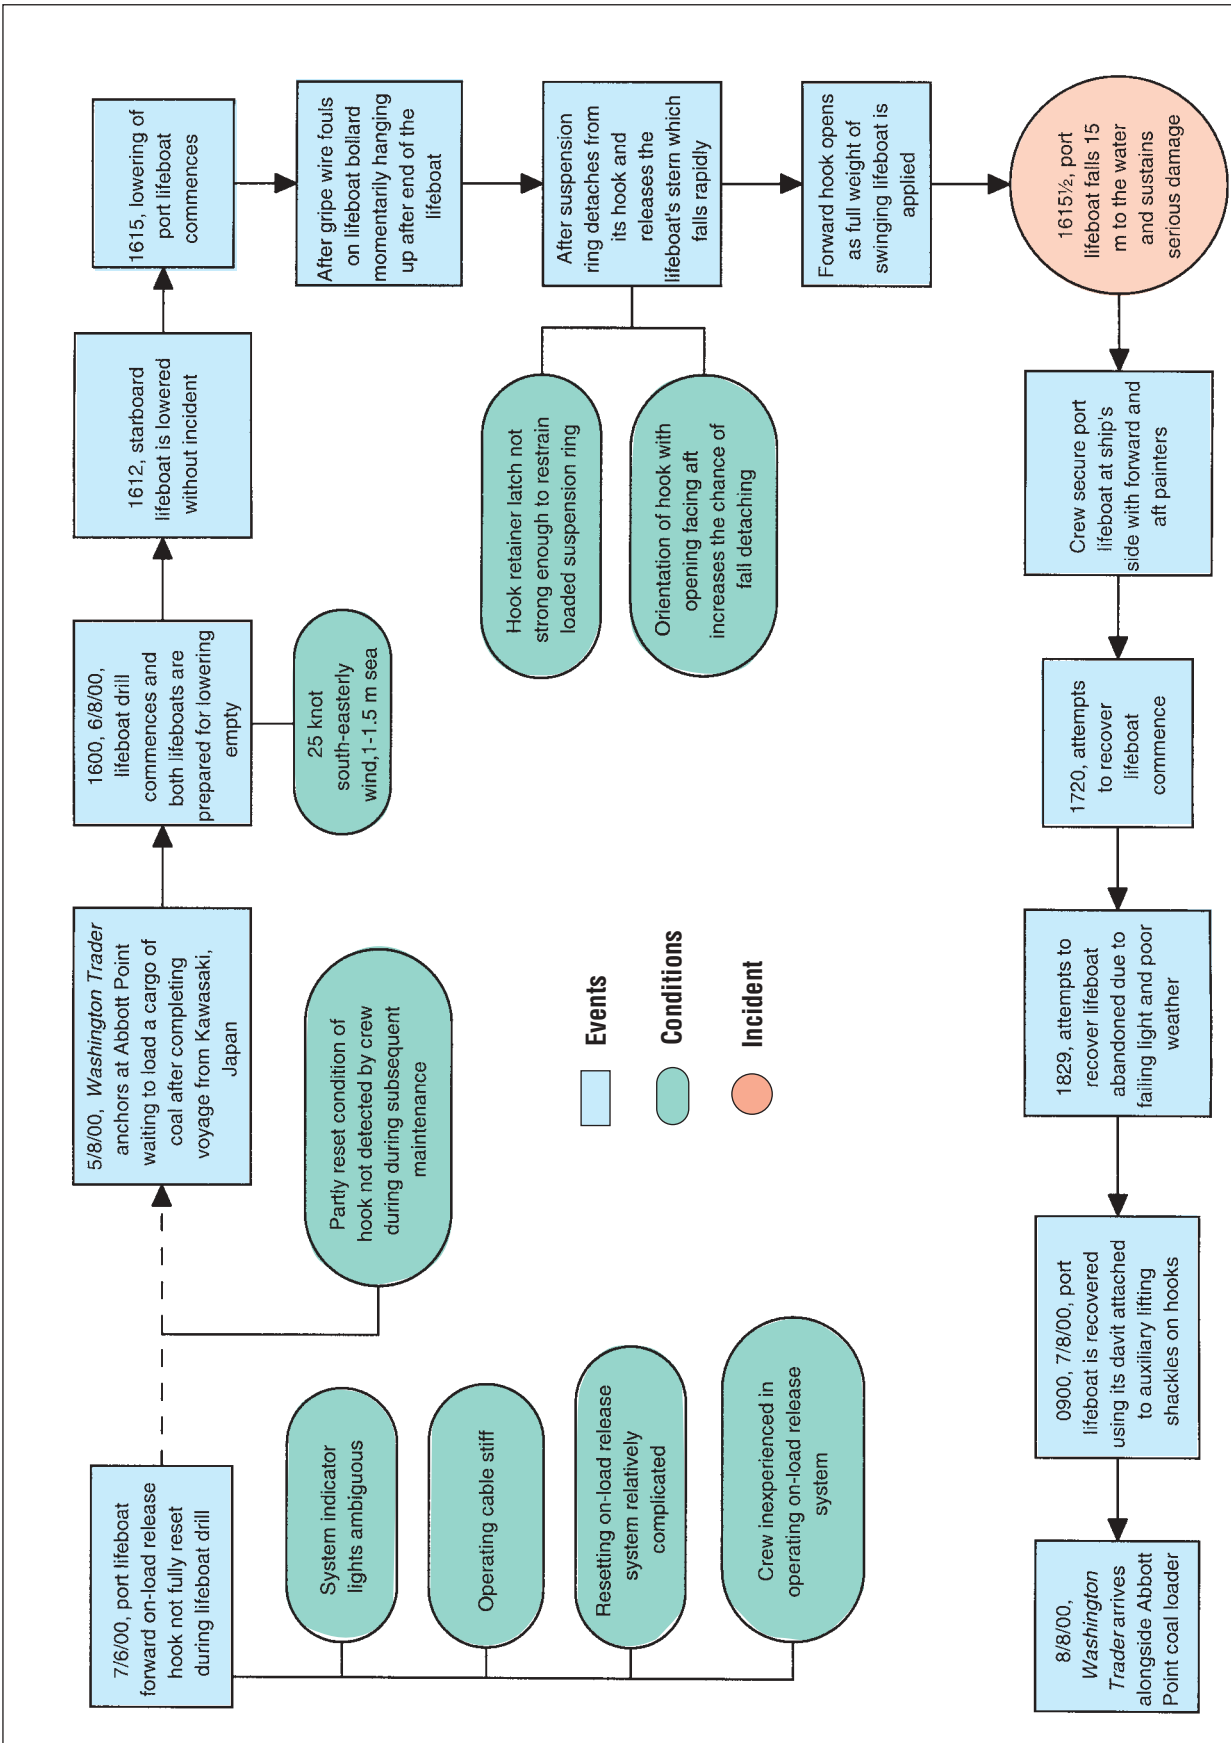 7/6/00, port lifeboat
forward on-load release
hook not fully reset
during lifeboat drill
System indicator
lights ambiguous
Operating cable stiff
Resetting on-load release
system relatively
complicated
Crew inexperienced in
operating on-load release
system
Partly reset condition of
hook not detected by crew
during during subsequent
maintenance
5/8/00, Washington Trader
anchors at Abbott Point
waiting to load a cargo of
coal after completing
voyage from Kawasaki,
Japan
1600, 6/8/00,
lifeboat drill
commences and
both lifeboats are
prepared for lowering
empty
25 knot
south-easterly
wind,1-1.5 m sea
1612, starboard
lifeboat is lowered
without incident
1615, lowering of
port lifeboat
commences
After gripe wire fouls
on lifeboat bollard
momentarily hanging
up after end of the
lifeboat
After suspension
ring detaches from
its hook and
releases the
lifeboat's stern which
falls rapidly
Hook retainer latch not
strong enough to restrain
loaded suspension ring
Orientation of hook with
opening facing aft
increases the chance of
fall detaching
Forward hook opens
as full weight of
swinging lifeboat is
applied
1615½, port
lifeboat falls 15
m to the water
and sustains
serious damage
Crew secure port
lifeboat at ship's
side with forward and
aft painters
1720, attempts
to recover
lifeboat
commence
1829, attempts to
recover lifeboat
abandoned due to
failing light and poor
weather
0900, 7/8/00, port
lifeboat is recovered
using its davit attached
to auxiliary lifting
shackles on hooks
8/8/00,
Washington
Trader arrives
alongside Abbott
Point coal loader
Events
Conditions
Incident